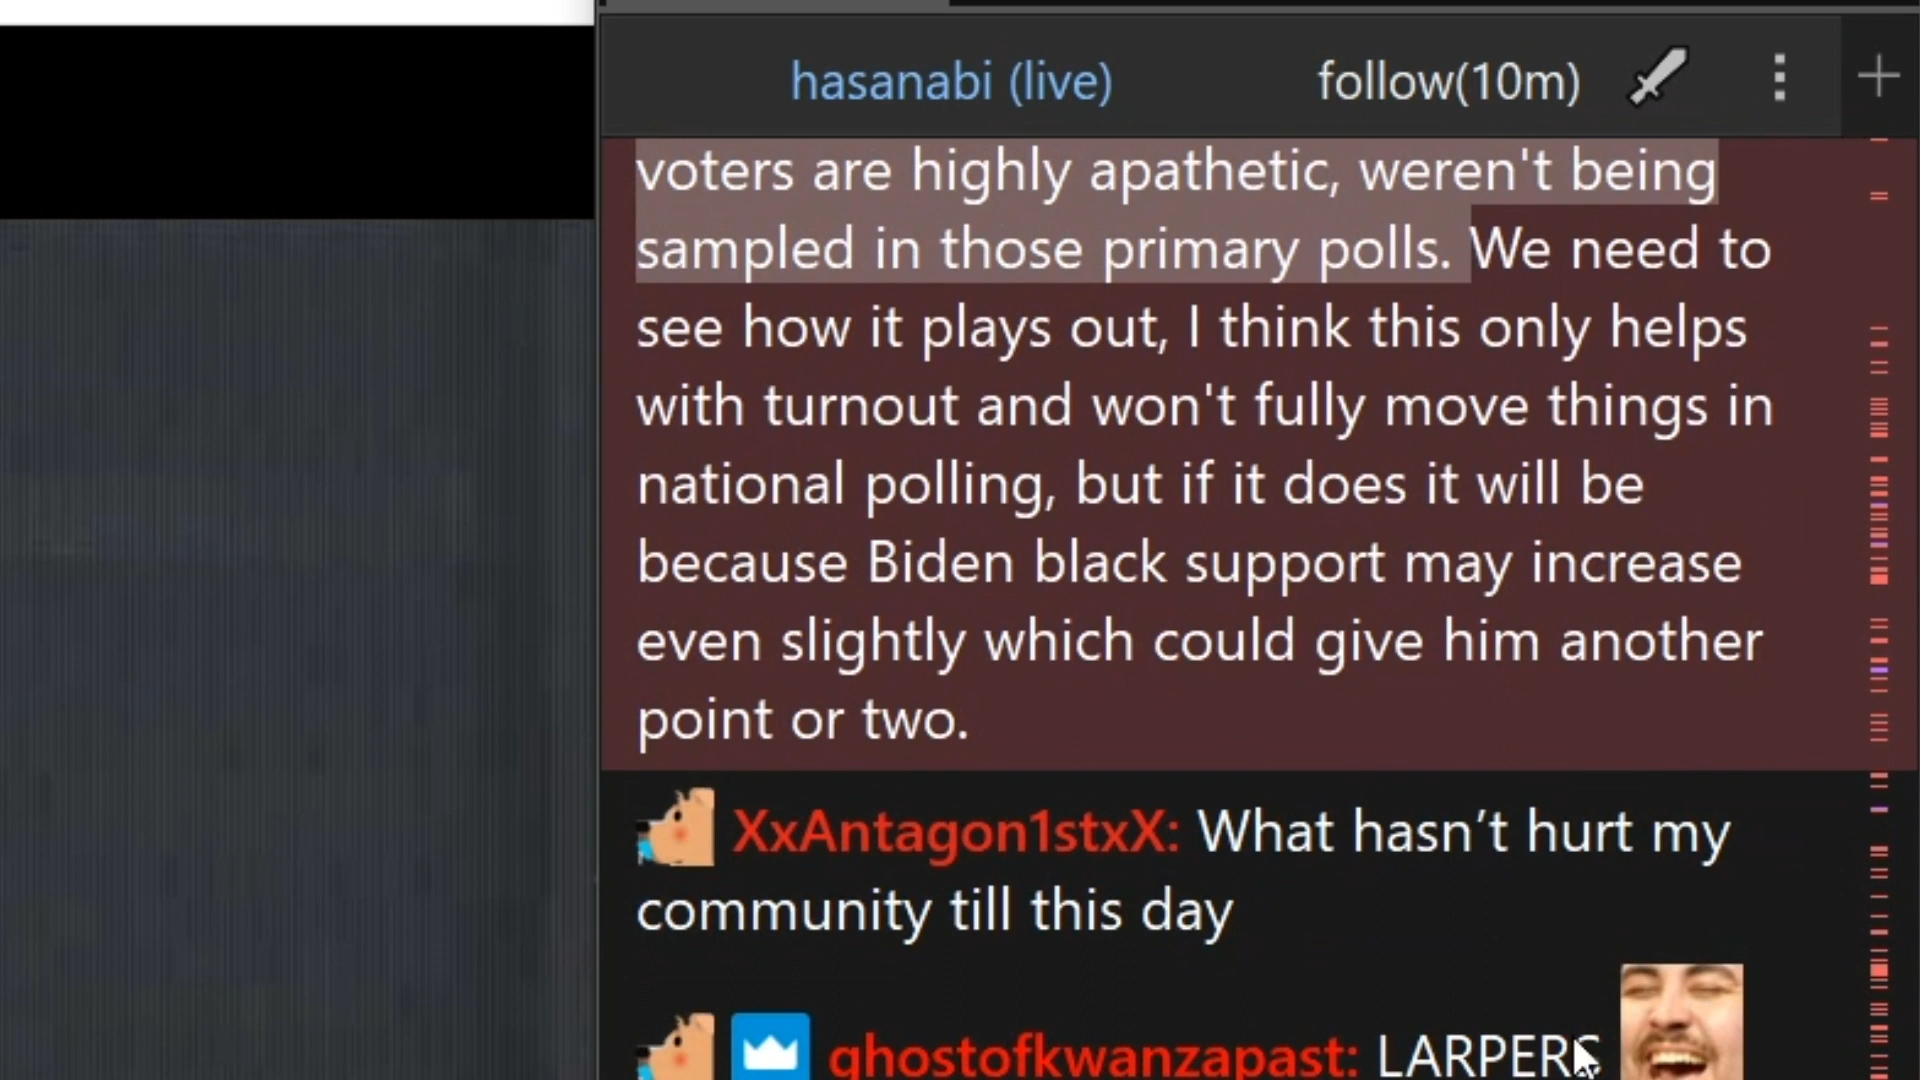 hasanabi (live) follow(10m)
voters are highly apathetic, weren't being
sampled in those primary polls. We need to
see how it plays out, I think this only helps
with turnout and won't fully move things in
national polling, but if it does it will be
because Biden black support may increase
even slightly which could give him another
point or two.
XxAntagon1stxX: What hasn’t hurt my
community till this day
ghostofkwanzapast: LARPERS